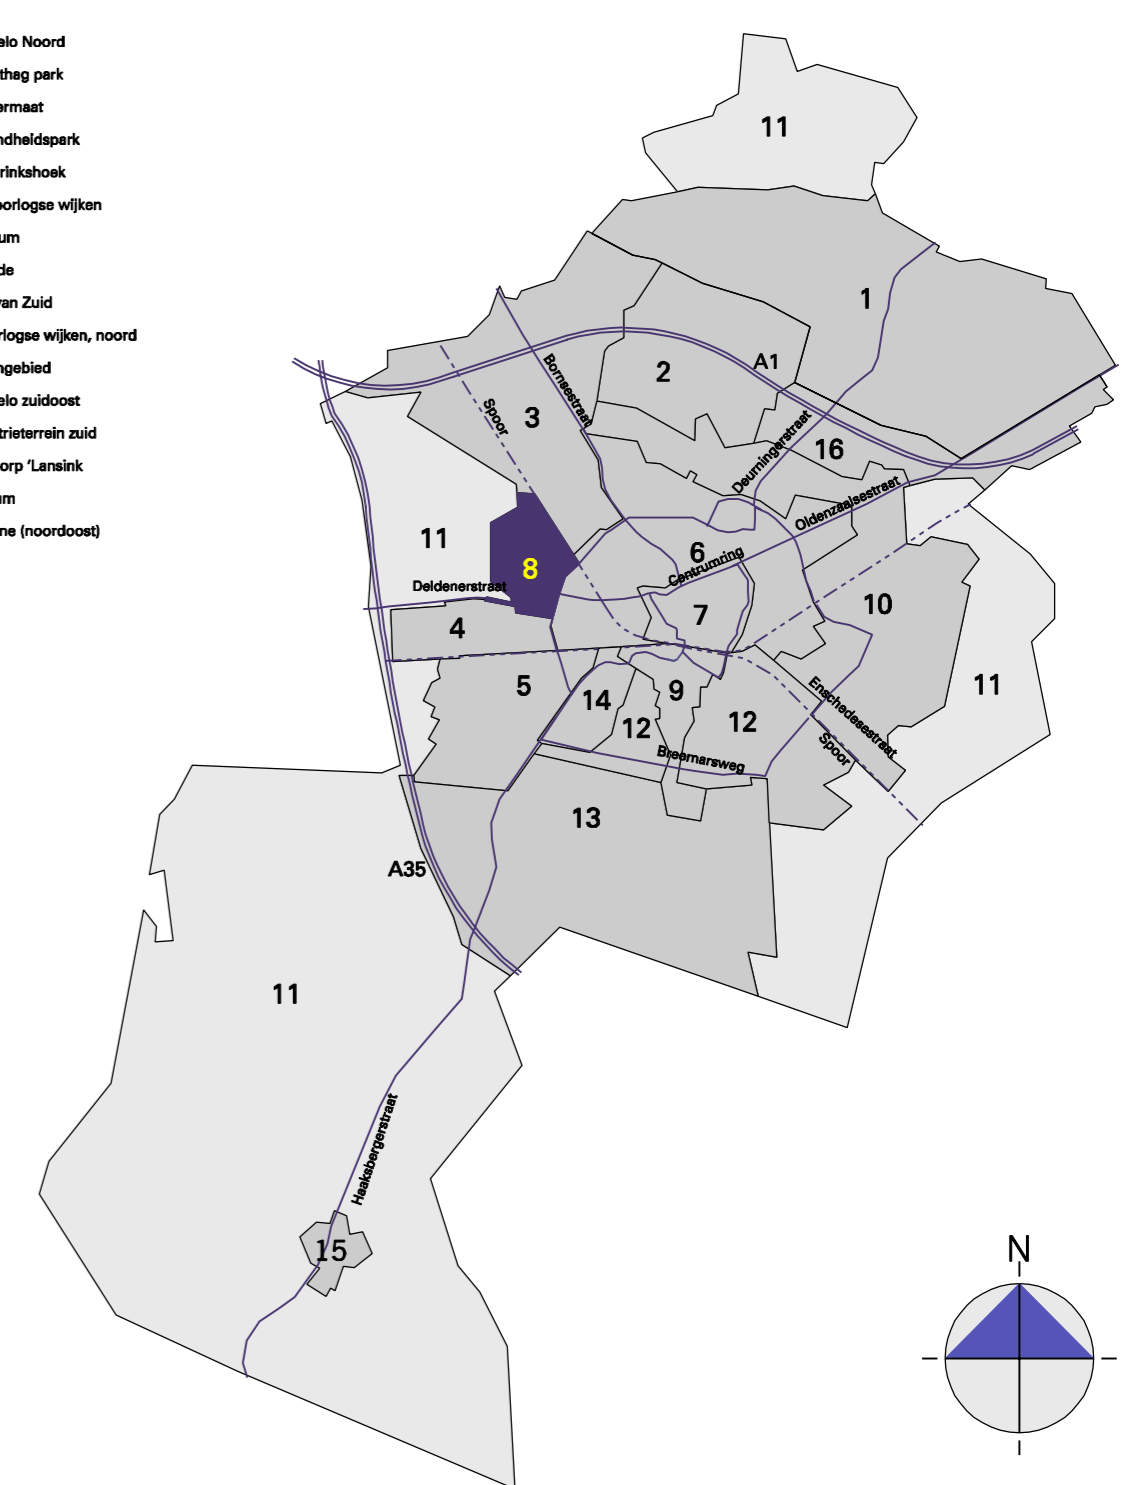 elo Noord
thag park
ermaat
ndheidspark
rinkshoek
oorlogse wijken
um
de
van Zuid
rlogse wijken, noord
ngebied
elo zuidoost
trieterrein zuid
orp 'Lansink
um
ne (noordoost)
11
1
A1
2
Bornsestraat
3
Spoor
Deurningerstraat
16
Oldenzaalsestraat
11
8
6
Centrumring
Deldenerstraat
4
7
10
5
14
9
12
12
11
Enschedesestraat
Spoor
Breemarsweg
13
A35
11
Haaksbergerstraat
15
N